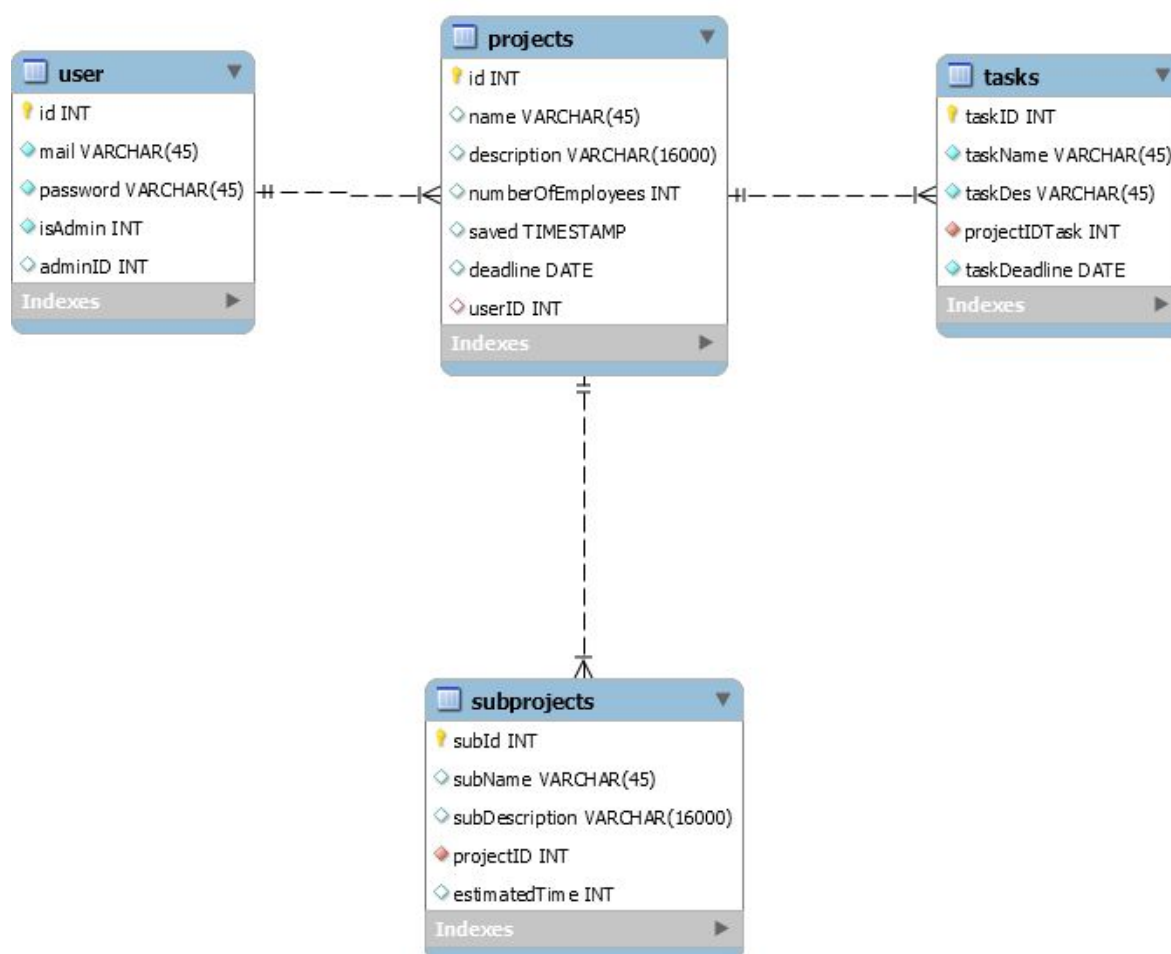 user
id INT
mail VARCHAR(45)
password VARCHAR(45)
isAdmin INT
adminID INT
Indexes
projects
id INT
name VARCHAR(45)
description VARCHAR(16000)
numberOfEmployees INT
saved TIMESTAMP
deadline DATE
userID INT
Indexes
tasks
taskID INT
taskName VARCHAR(45)
taskDes VARCHAR(45)
projectIDTask INT
taskDeadline DATE
Indexes
subprojects
subId INT
subName VARCHAR(45)
subDescription VARCHAR(16000)
projectID INT
estimatedTime INT
Indexes